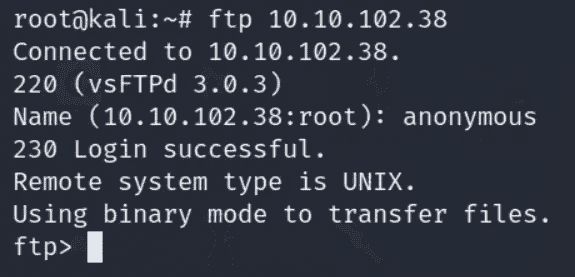 root@kali:~# ftp 10.10.102.38
Connected to 10.10.102.38.
220 (vsFTPd 3.0.3)
Name (10.10.102.38:root): anonymous
230 Login successful.
Remote system type is UNIX.
Using binary mode to transfer files.
ftp>